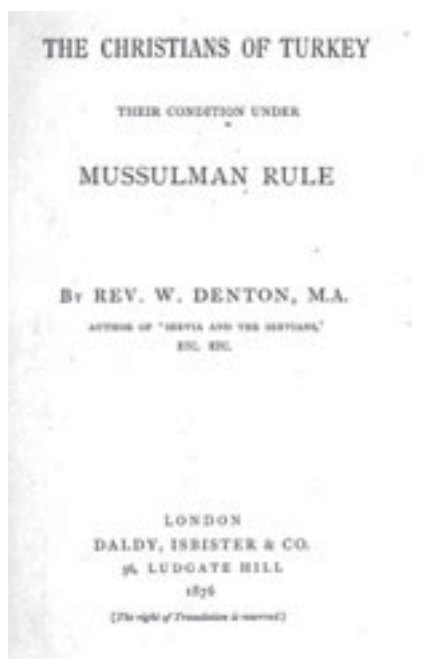 THE CHRISTIANS OF TURKEY
THEIR CONDITION UNDER
MUSSULMAN RULE
BY REV. W. DENTON, M.A.
AUTHOR OF 'SERVIA AND THE SERVIANS,'
ETC. ETC.
LONDON
DALDY, ISBISTER & CO.
56, LUDGATE HILL
1876
[The right of Translation is reserved]